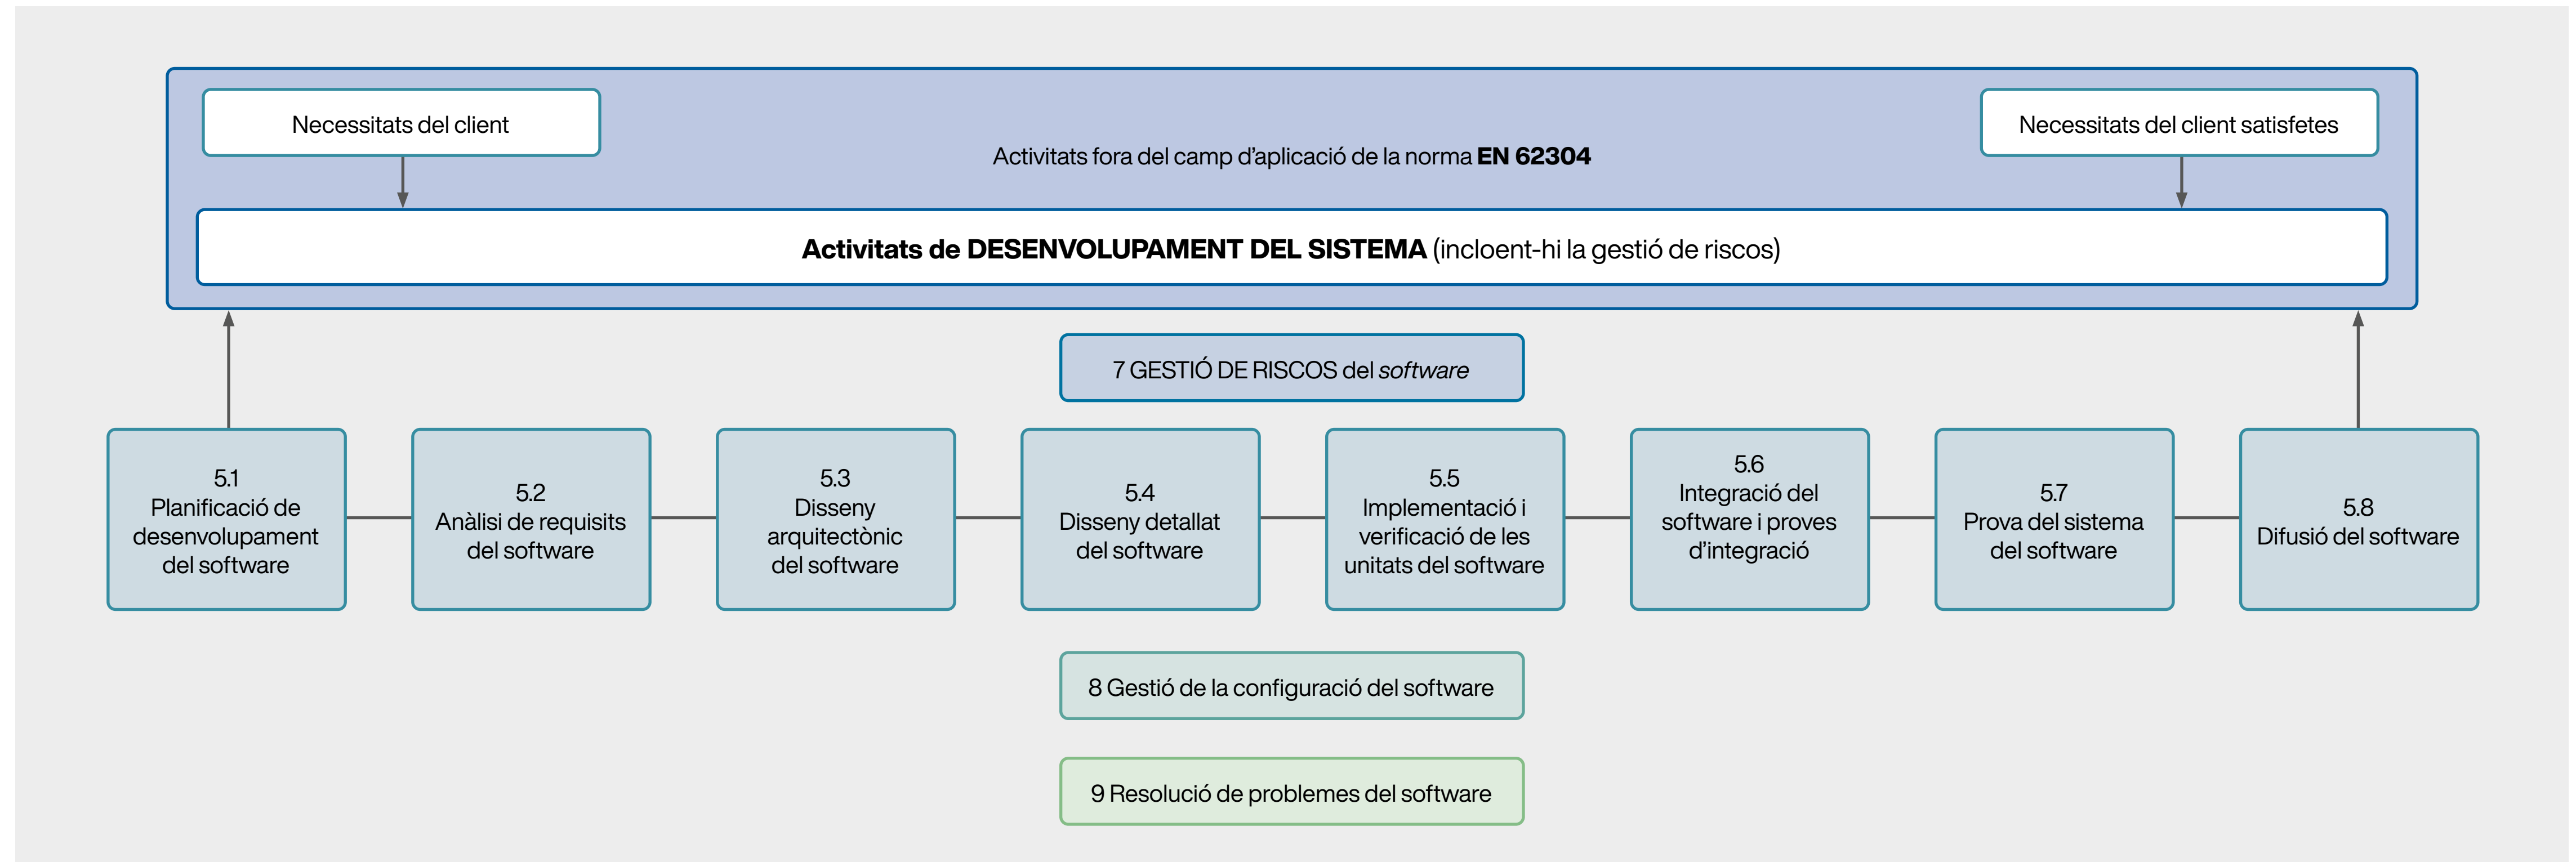 Necessitats del client
Necessitats del client satisfetes
Activitats fora del camp d’aplicació de la norma EN 62304
Activitats de DESENVOLUPAMENT DEL SISTEMA (incloent-hi la gestió de riscos)
7 GESTIÓ DE RISCOS del software
5.1
Planificació de
desenvolupament
del software
5.2
Anàlisi de requisits
del software
5.3
Disseny
arquitectònic
del software
5.4
Disseny detallat
del software
5.5
Implementació i
verificació de les
unitats del software
5.6
Integració del
software i proves
d’integració
5.7
Prova del sistema
del software
5.8
Difusió del software
8 Gestió de la configuració del software
9 Resolució de problemes del software